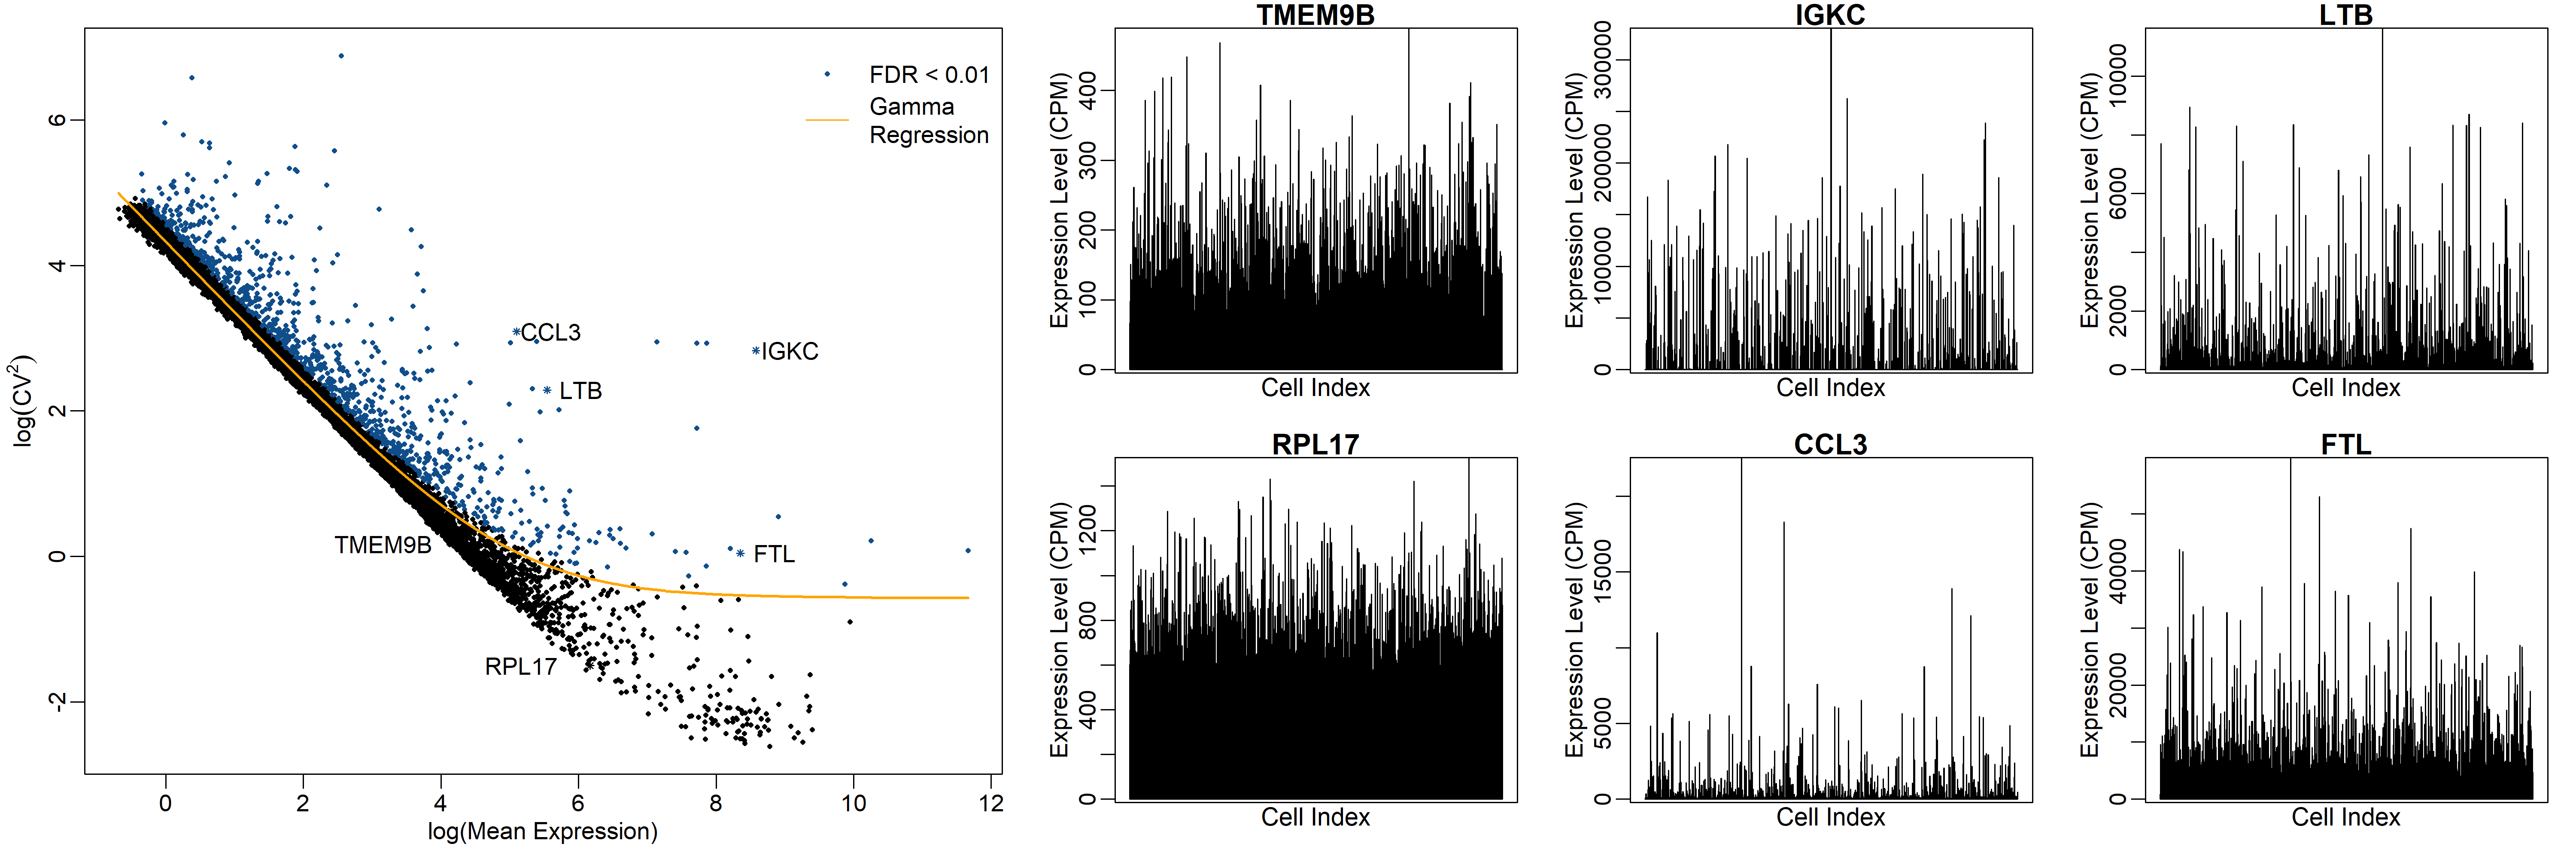 FDR < 0.01
Gamma
Regression
CCL3
IGKC
LTB
TMEM9B
FTL
RPL17
6
4
2
0
-2
log(CV²)
0 2 4 6 8 10 12
log(Mean Expression)
TMEM9B
Expression Level (CPM)
0 100 200 300 400
Cell Index
IGKC
Expression Level (CPM)
0 100000 200000 300000
Cell Index
LTB
Expression Level (CPM)
0 2000 6000 10000
Cell Index
RPL17
Expression Level (CPM)
0 400 800 1200
Cell Index
CCL3
Expression Level (CPM)
0 5000 15000
Cell Index
FTL
Expression Level (CPM)
0 20000 40000
Cell Index